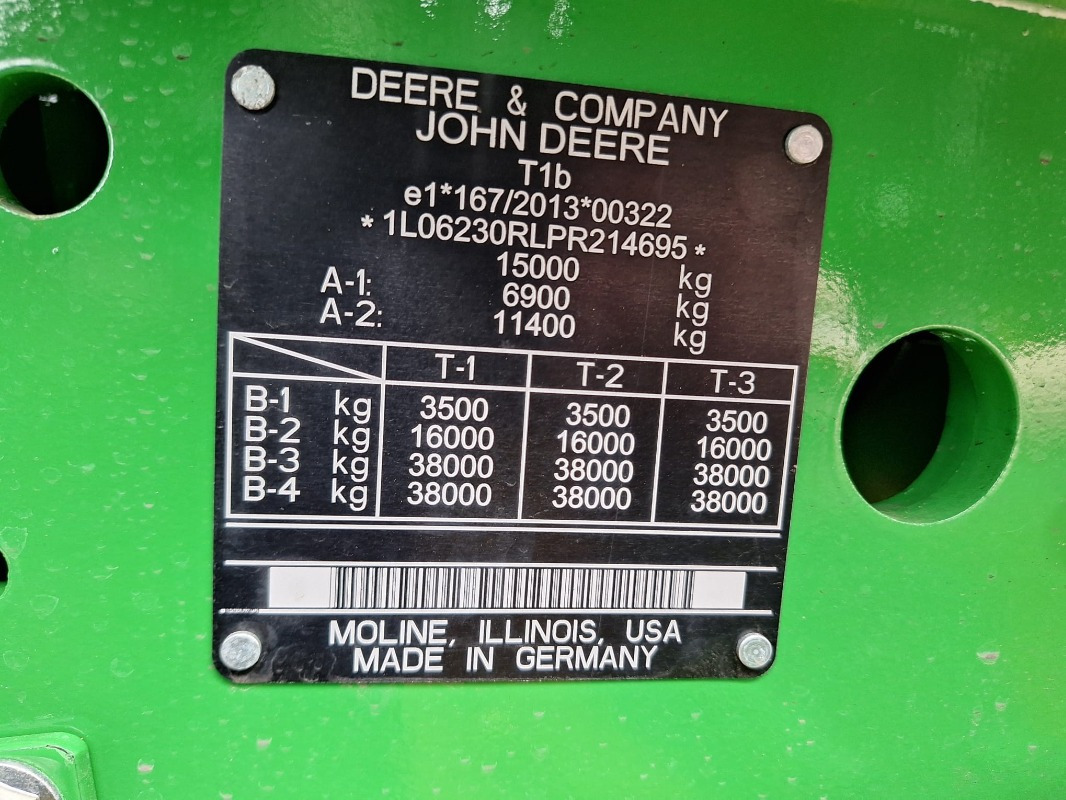 DEERE & COMPANY
JOHN DEERE
T1b
e1*167/2013*00322
* 1L06230RLPR214695 *
15000 kg
A-1: 6900 kg
A-2: 11400 kg
T-1 T-2 T-3
B-1 kg 3500 3500 3500
B-2 kg 16000 16000 16000
B-3 kg 38000 38000 38000
B-4 kg 38000 38000 38000
MOLINE, ILLINOIS, USA
MADE IN GERMANY